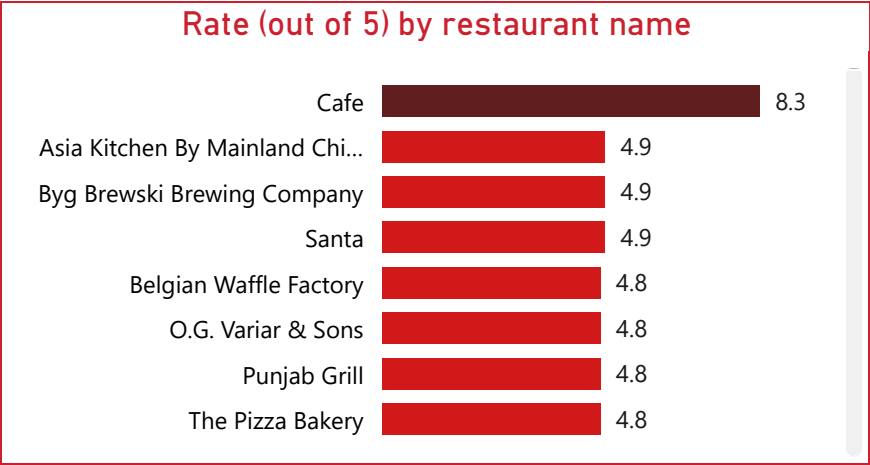 Rate (out of 5) by restaurant name
Cafe 8.3
Asia Kitchen By Mainland Chi... 4.9
Byg Brewski Brewing Company 4.9
Santa 4.9
Belgian Waffle Factory 4.8
O.G. Variar & Sons 4.8
Punjab Grill 4.8
The Pizza Bakery 4.8